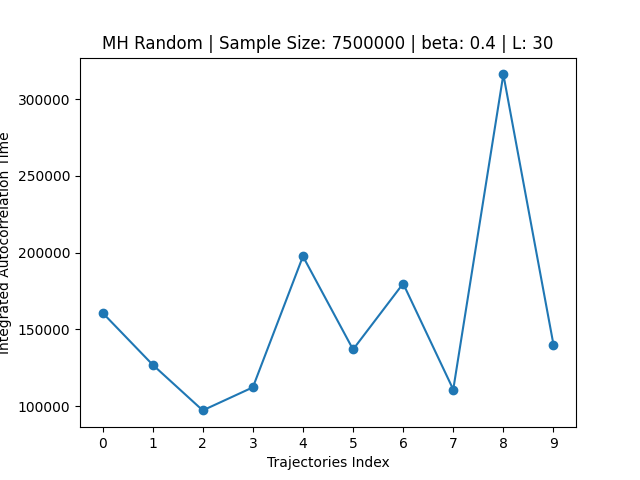 MH Random | Sample Size: 7500000 | beta: 0.4 | L: 30
Integrated Autocorrelation Time
300000
250000
200000
150000
100000
0 1 2 3 4 5 6 7 8 9
Trajectories Index